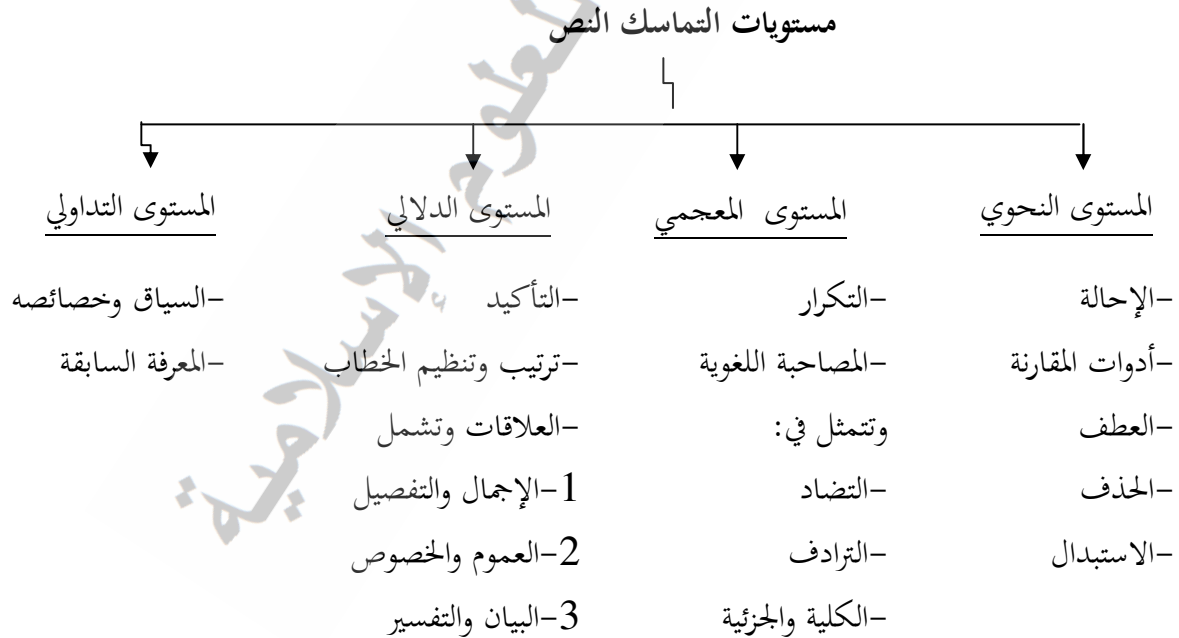 مستويات التماسك النص
المستوى النحوي
-الإحالة
-أدوات المقارنة
-العطف
-الحذف
-الاستبدال
المستوى المعجمي
-التكرار
-المصاحبة اللغوية
وتتمثل في:
-التضاد
-الترادف
-الكلية والجزئية
المستوى الدلالي
-التأكيد
-ترتيب وتنظيم الخطاب
-العلاقات وتشمل
1-الإجمال والتفصيل
2-العموم والخصوص
3-البيان والتفسير
المستوى التداولي
-السياق وخصائصه
-المعرفة السابقة
لعلوم الإسلامية